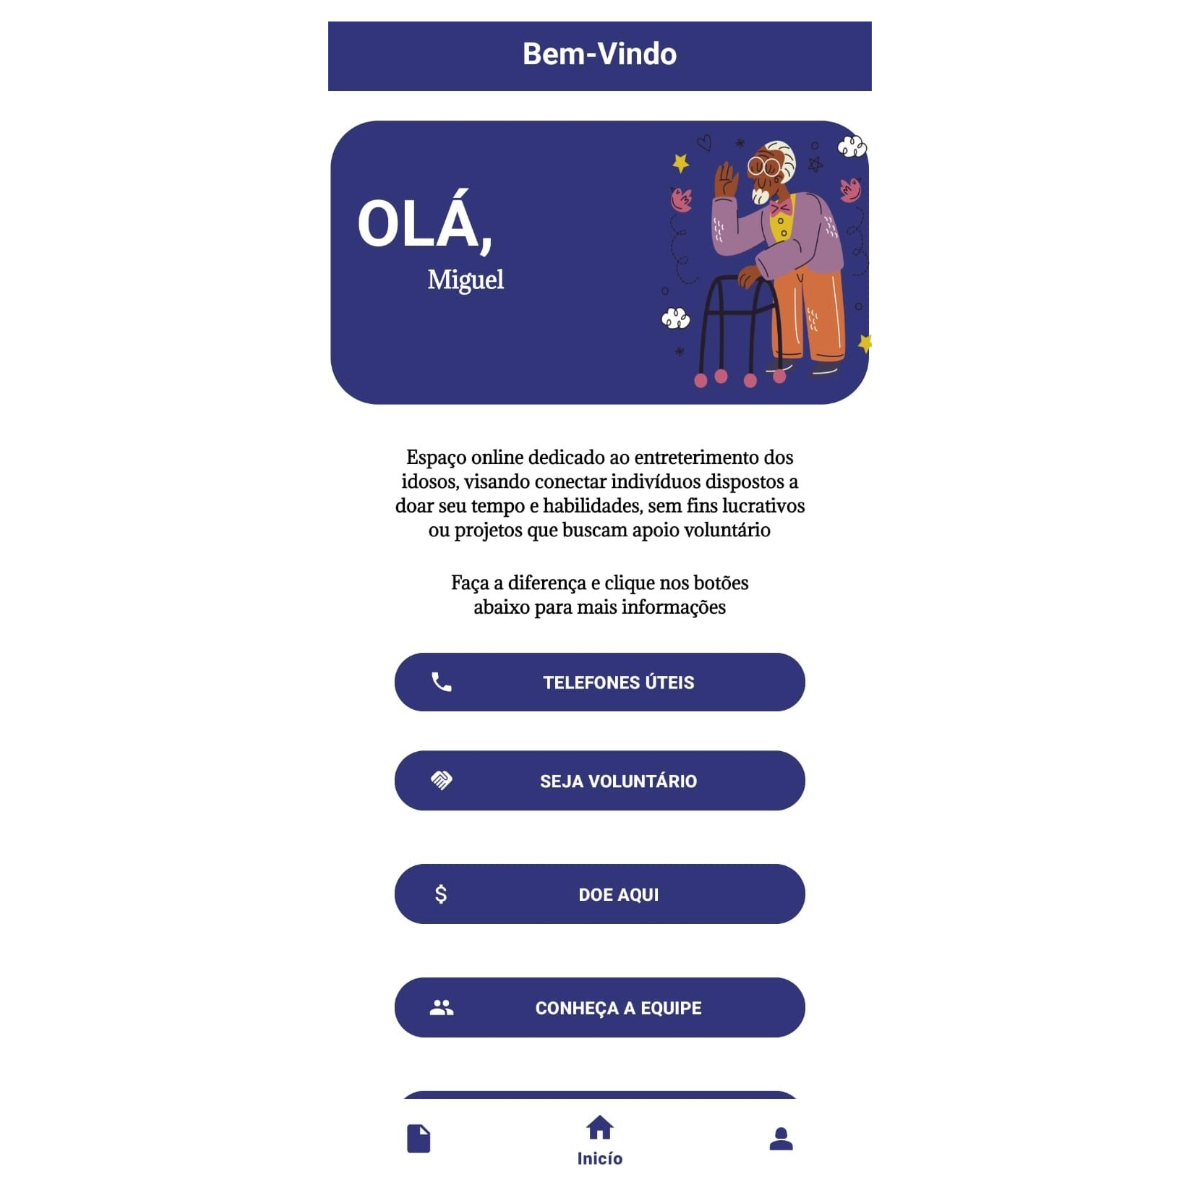 Bem-Vindo
OLÁ,
Miguel
Espaço online dedicado ao entreterimento dos
idosos, visando conectar indivíduos dispostos a
doar seu tempo e habilidades, sem fins lucrativos
ou projetos que buscam apoio voluntário
Faça a diferença e clique nos botões
abaixo para mais informações
TELEFONES ÚTEIS
SEJA VOLUNTÁRIO
DOE AQUI
CONHEÇA A EQUIPE
Inicío